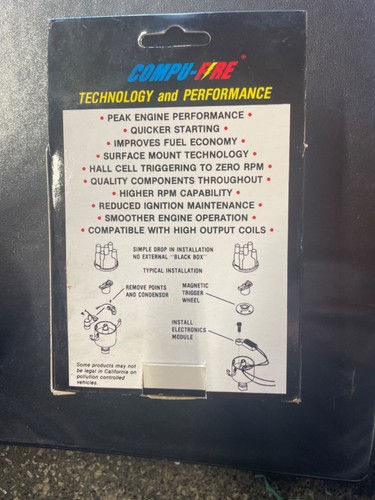 COMPU-FIRE®
TECHNOLOGY and PERFORMANCE
• PEAK ENGINE PERFORMANCE •
• QUICKER STARTING •
• IMPROVES FUEL ECONOMY •
• SURFACE MOUNT TECHNOLOGY •
• HALL CELL TRIGGERING TO ZERO RPM •
• QUALITY COMPONENTS THROUGHOUT •
• HIGHER RPM CAPABILITY •
• REDUCED IGNITION MAINTENANCE •
• SMOOTHER ENGINE OPERATION •
• COMPATIBLE WITH HIGH OUTPUT COILS •
SIMPLE DROP IN INSTALLATION
NO EXTERNAL "BLACK BOX"
TYPICAL INSTALLATION
REMOVE POINTS
AND CONDENSOR
MAGNETIC
TRIGGER
WHEEL
INSTALL
ELECTRONICS
MODULE
Some products may not
be legal in California on
pollution controlled
vehicles.